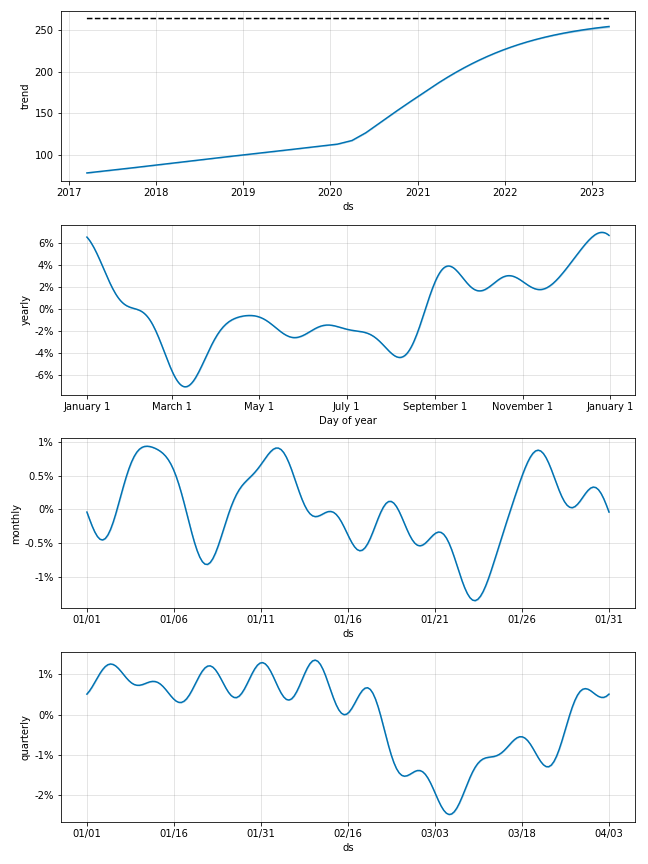 250
200
150
100
trend
2017 2018 2019 2020 2021 2022 2023
ds
6%
4%
2%
0%
-2%
-4%
-6%
yearly
January 1 March 1 May 1 July 1 September 1 November 1 January 1
Day of year
1%
0.5%
0%
-0.5%
-1%
monthly
01/01 01/06 01/11 01/16 01/21 01/26 01/31
ds
1%
0%
-1%
-2%
quarterly
01/01 01/16 01/31 02/16 03/03 03/18 04/03
ds